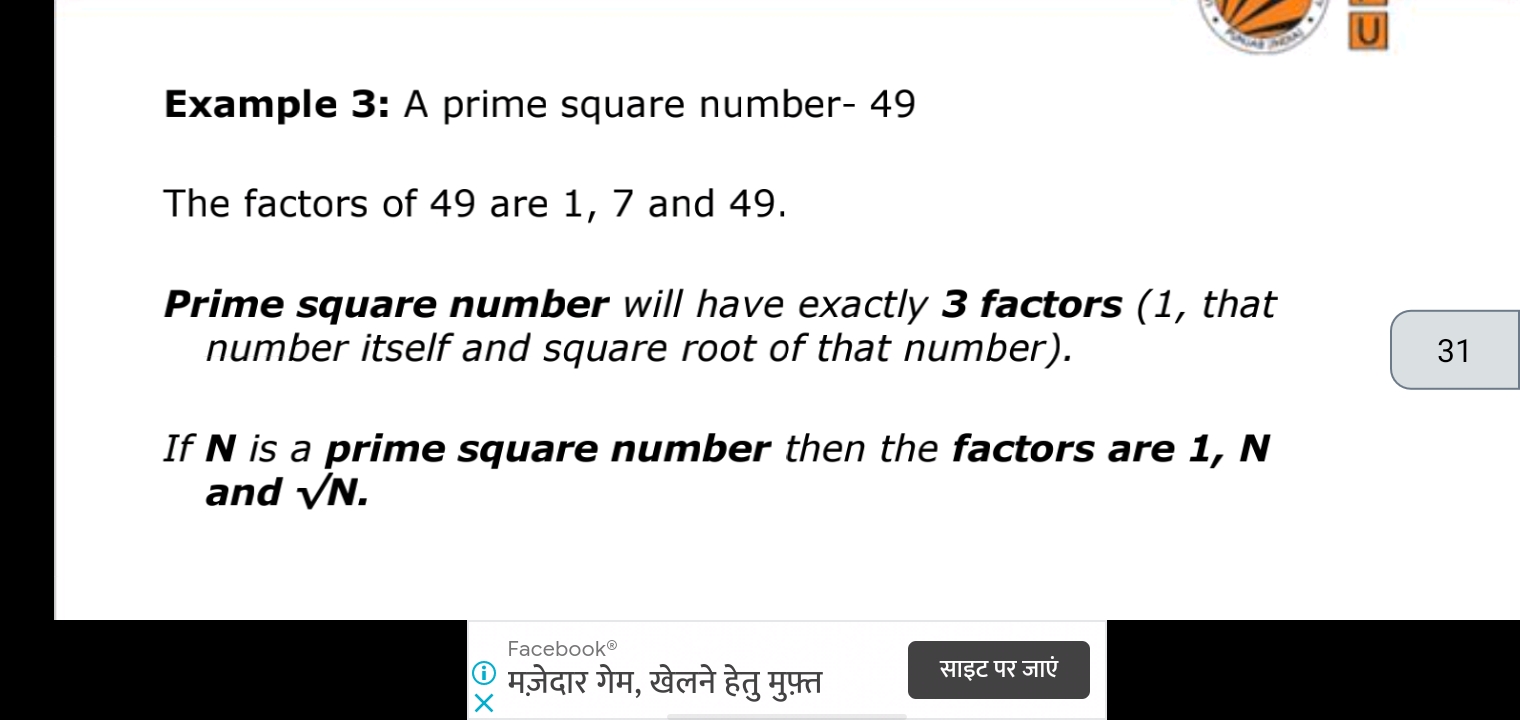 PUNJAB (INDIA)
U
Example 3: A prime square number- 49
The factors of 49 are 1, 7 and 49.
Prime square number will have exactly 3 factors (1, that
number itself and square root of that number).
31
If N is a prime square number then the factors are 1, N
and √N.
Facebook®
मज़ेदार गेम, खेलने हेतु मुफ़्त
साइट पर जाएं